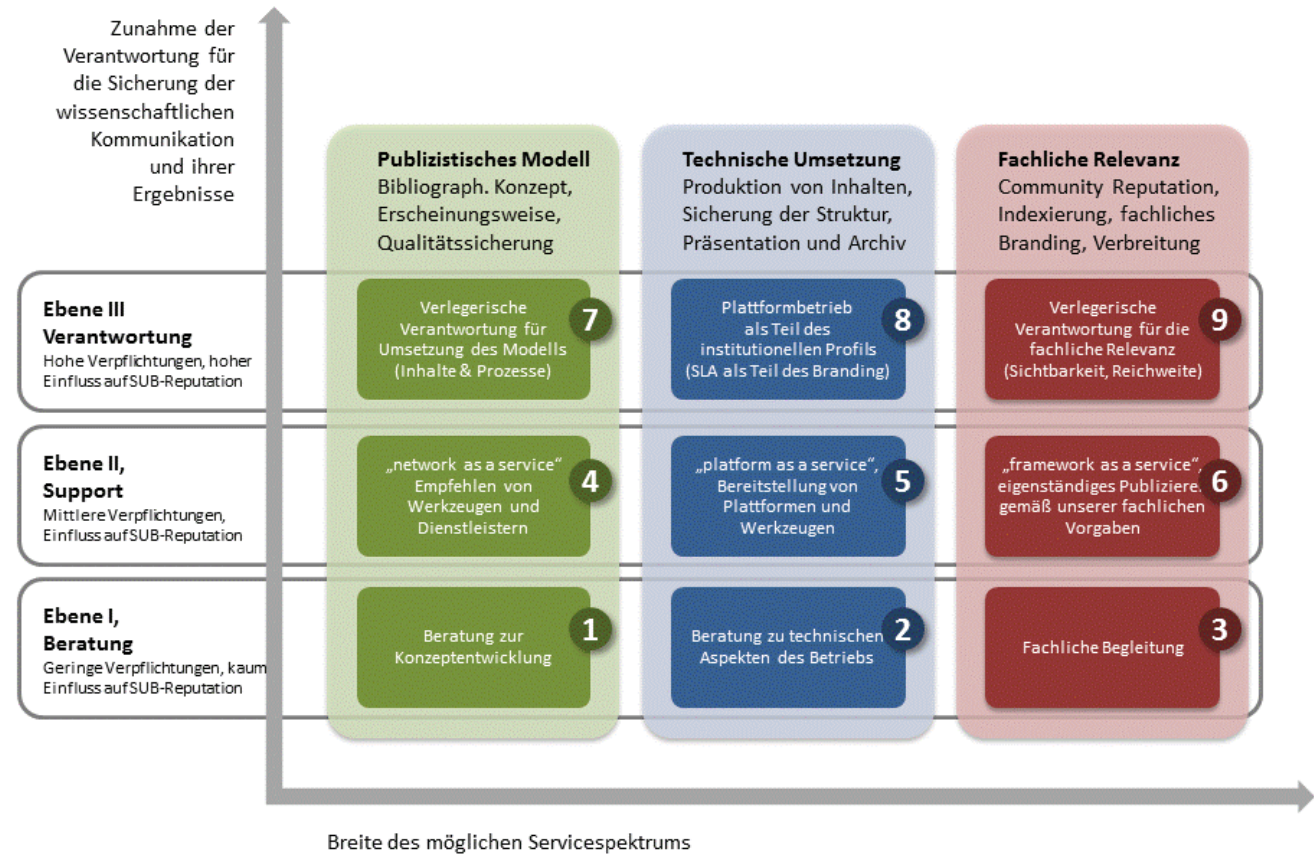 Zunahme der
Verantwortung für
die Sicherung der
wissenschaftlichen
Kommunikation
und ihrer
Ergebnisse
Publizistisches Modell
Bibliograph. Konzept,
Erscheinungsweise,
Qualitätssicherung
Technische Umsetzung
Produktion von Inhalten,
Sicherung der Struktur,
Präsentation und Archiv
Fachliche Relevanz
Community Reputation,
Indexierung, fachliches
Branding, Verbreitung
Ebene III
Verantwortung
Hohe Verpflichtungen, hoher
Einfluss auf SUB-Reputation
Verlegerische
Verantwortung für
Umsetzung des Modells
(Inhalte & Prozesse)
7
Plattformbetrieb
als Teil des
institutionellen Profils
(SLA als Teil des Branding)
8
Verlegerische
Verantwortung für die
fachliche Relevanz
(Sichtbarkeit, Reichweite)
9
Ebene II,
Support
Mittlere Verpflichtungen,
Einfluss auf SUB-Reputation
„network as a service“
Empfehlen von
Werkzeugen und
Dienstleistern
4
„platform as a service“,
Bereitstellung von
Plattformen und
Werkzeugen
5
„framework as a service“,
eigenständiges Publiziere
gemäß unserer fachlichen
Vorgaben
6
Ebene I,
Beratung
Geringe Verpflichtungen, kaum
Einfluss auf SUB-Reputation
Beratung zur
Konzeptentwicklung
1
Beratung zu technischen
Aspekten des Betriebs
2
Fachliche Begleitung
3
Breite des möglichen Servicespektrums